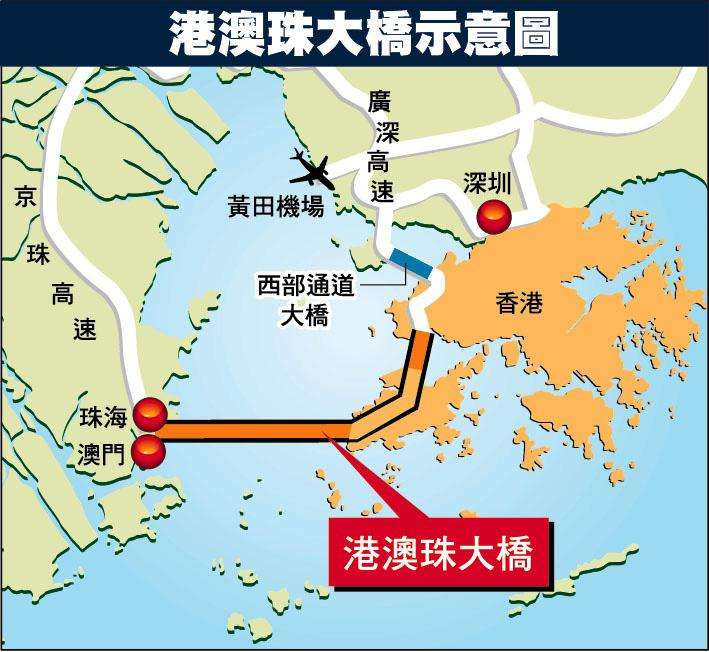 港澳珠大橋示意圖
廣深高速
黃田機場
深圳
京珠高速
西部通道
大橋
香港
珠海
澳門
港澳珠大橋